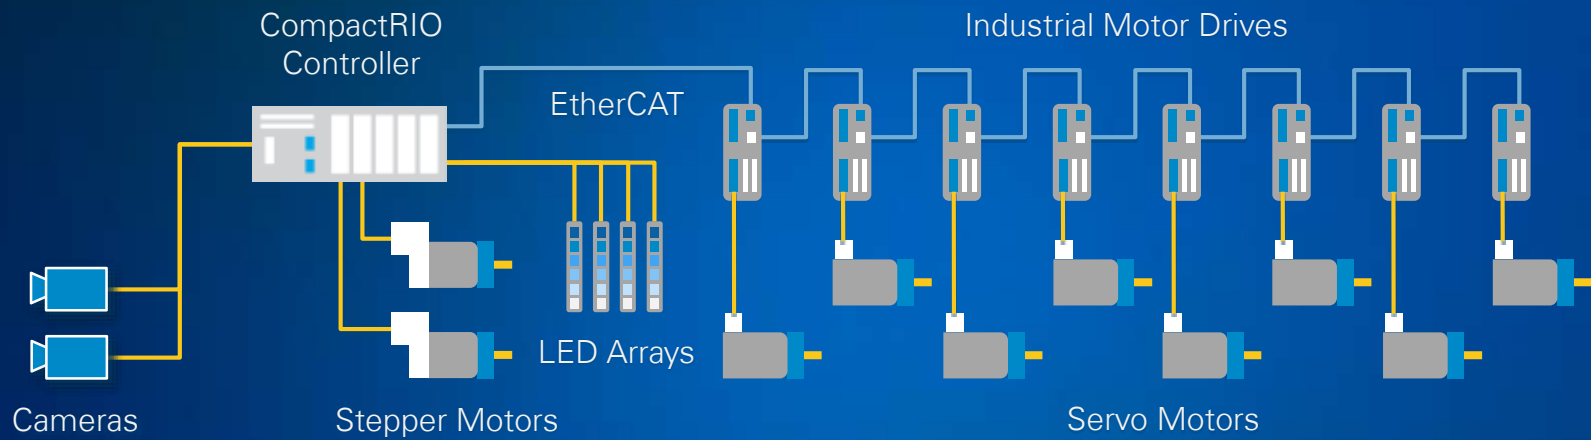 CompactRIO
Controller
Industrial Motor Drives
EtherCAT
LED Arrays
Cameras
Stepper Motors
Servo Motors